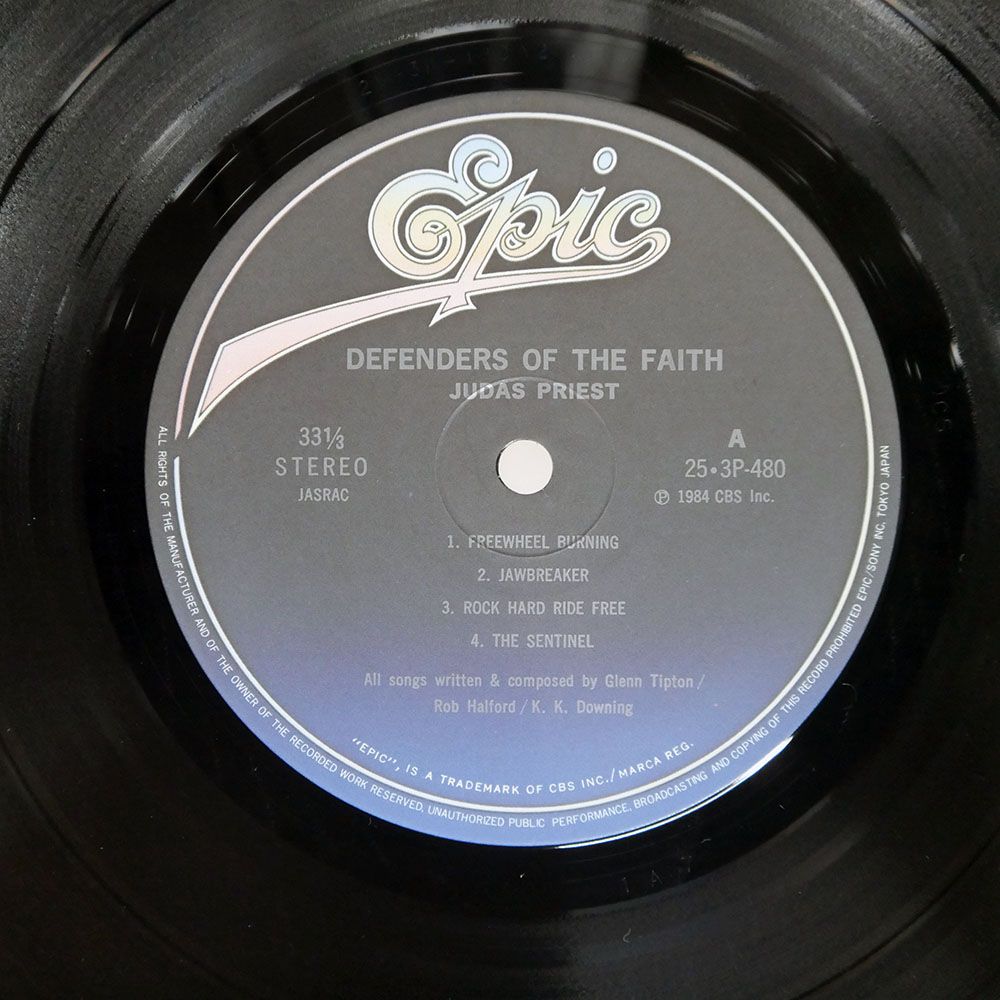 Epic
DEFENDERS OF THE FAITH
JUDAS PRIEST
33⅓
STEREO
JASRAC
A
25・3P-480
Ⓟ 1984 CBS Inc.
1. FREEWHEEL BURNING
2. JAWBREAKER
3. ROCK HARD RIDE FREE
4. THE SENTINEL
All songs written & composed by Glenn Tipton/
Rob Halford/K. K. Downing
"EPIC", IS A TRADEMARK OF CBS INC./MARCA REG.
ALL RIGHTS OF THE MANUFACTURER AND OF THE OWNER OF THE RECORDED WORK RESERVED, UNAUTHORIZED PUBLIC PERFORMANCE, BROADCASTING AND COPYING OF THIS RECORD PROHIBITED EPIC/SONY INC. TOKYO JAPAN